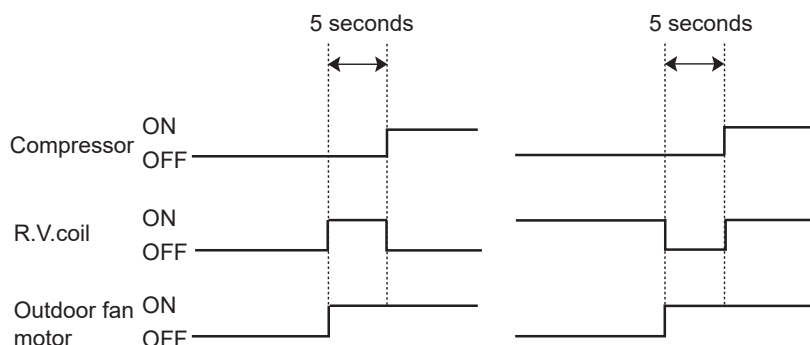 5 seconds 5 seconds
Compressor ON
OFF
R.V.coil ON
OFF
Outdoor fan motor ON
OFF